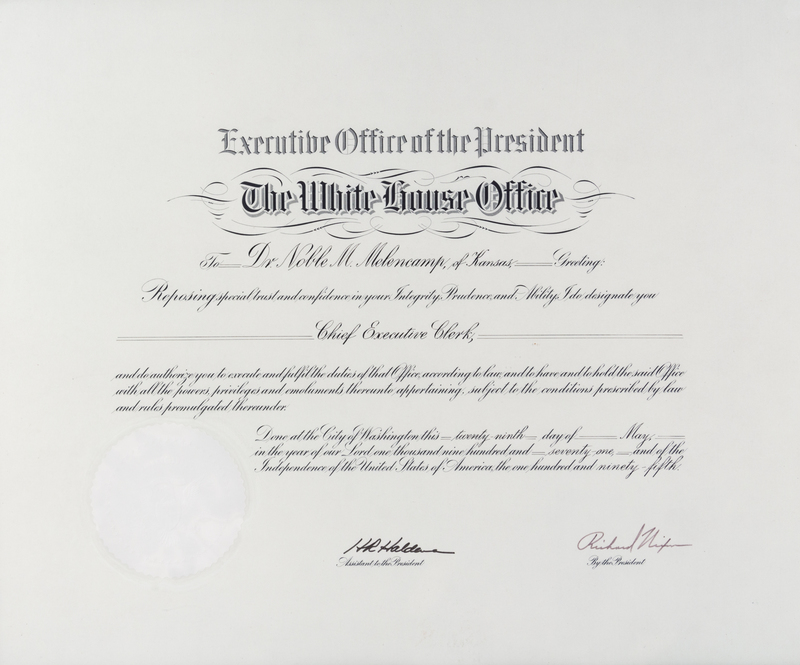 Executive Office of the President
The White House Office
To Dr Noble M. Melencamp, of Kansas, Greeting:
Reposing special trust and confidence in your Integrity, Prudence, and Ability, I do designate you
Chief Executive Clerk,
and do authorize you to execute and fulfil the duties of that Office, according to law, and to have and to hold the said Office
with all the powers, privileges and emoluments thereunto appertaining, subject to the conditions prescribed by law
and rules promulgated thereunder.
Done at the City of Washington this twenty-ninth day of May,
in the year of our Lord one thousand nine hundred and seventy-one, and of the
Independence of the United States of America, the one hundred and ninety-fifth.
HR Haldeman
Assistant to the President
Richard Nixon
By the President